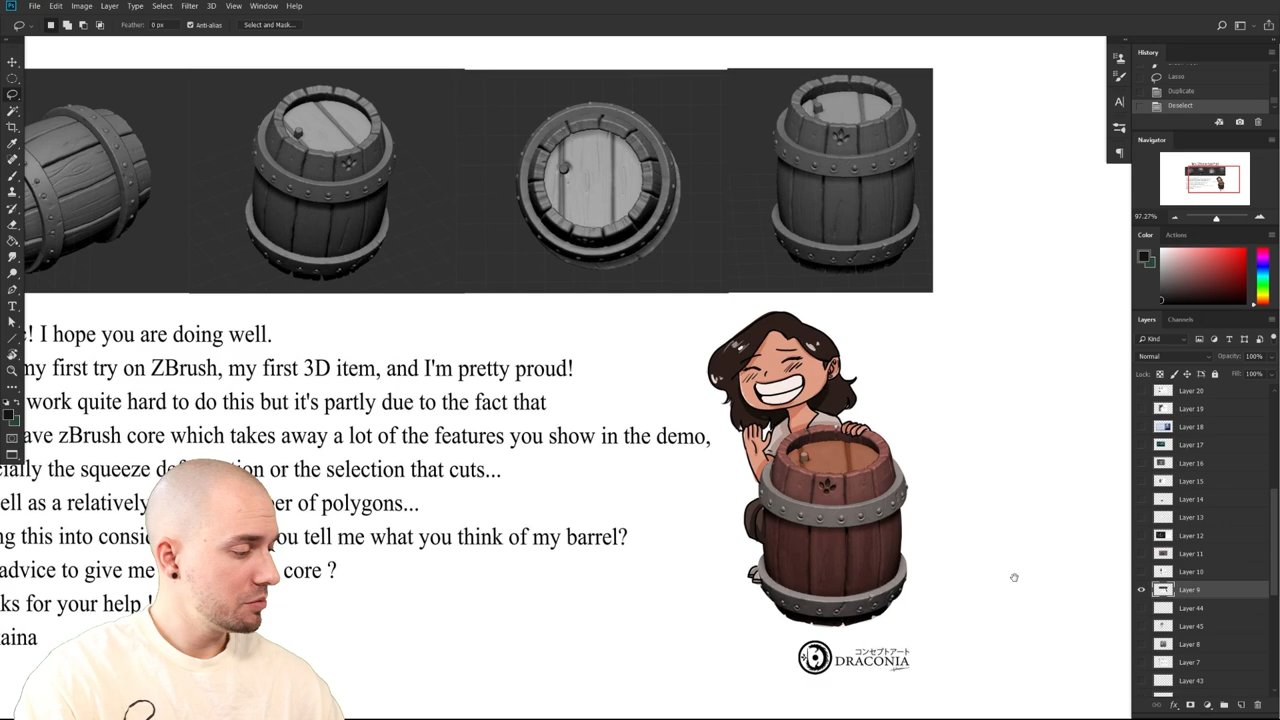 File Edit Image Layer Type Select Filter 3D View Window Help
Feather: 0 px Anti-alias Select and Mask...
History
Lasso
Duplicate
Deselect
Navigator
97.27%
Color Actions
Layers Channels
Kind
Normal Opacity: 100%
Lock: Fill: 100%
Layer 20
Layer 19
Layer 18
Layer 17
Layer 16
Layer 15
Layer 14
Layer 13
Layer 12
Layer 11
Layer 10
Layer 9
Layer 44
Layer 45
Layer 8
Layer 7
Layer 43
! I hope you are doing well.
my first try on ZBrush, my first 3D item, and I'm pretty proud!
work quite hard to do this but it's partly due to the fact that
ave zBrush core which takes away a lot of the features you show in the demo,
cially the squeeze or the selection that cuts...
ell as a relatively er of polygons...
ng this into consi ou tell me what you think of my barrel?
advice to give me core ?
ks for your help !
aina
コンセプトアート
DRACONIA